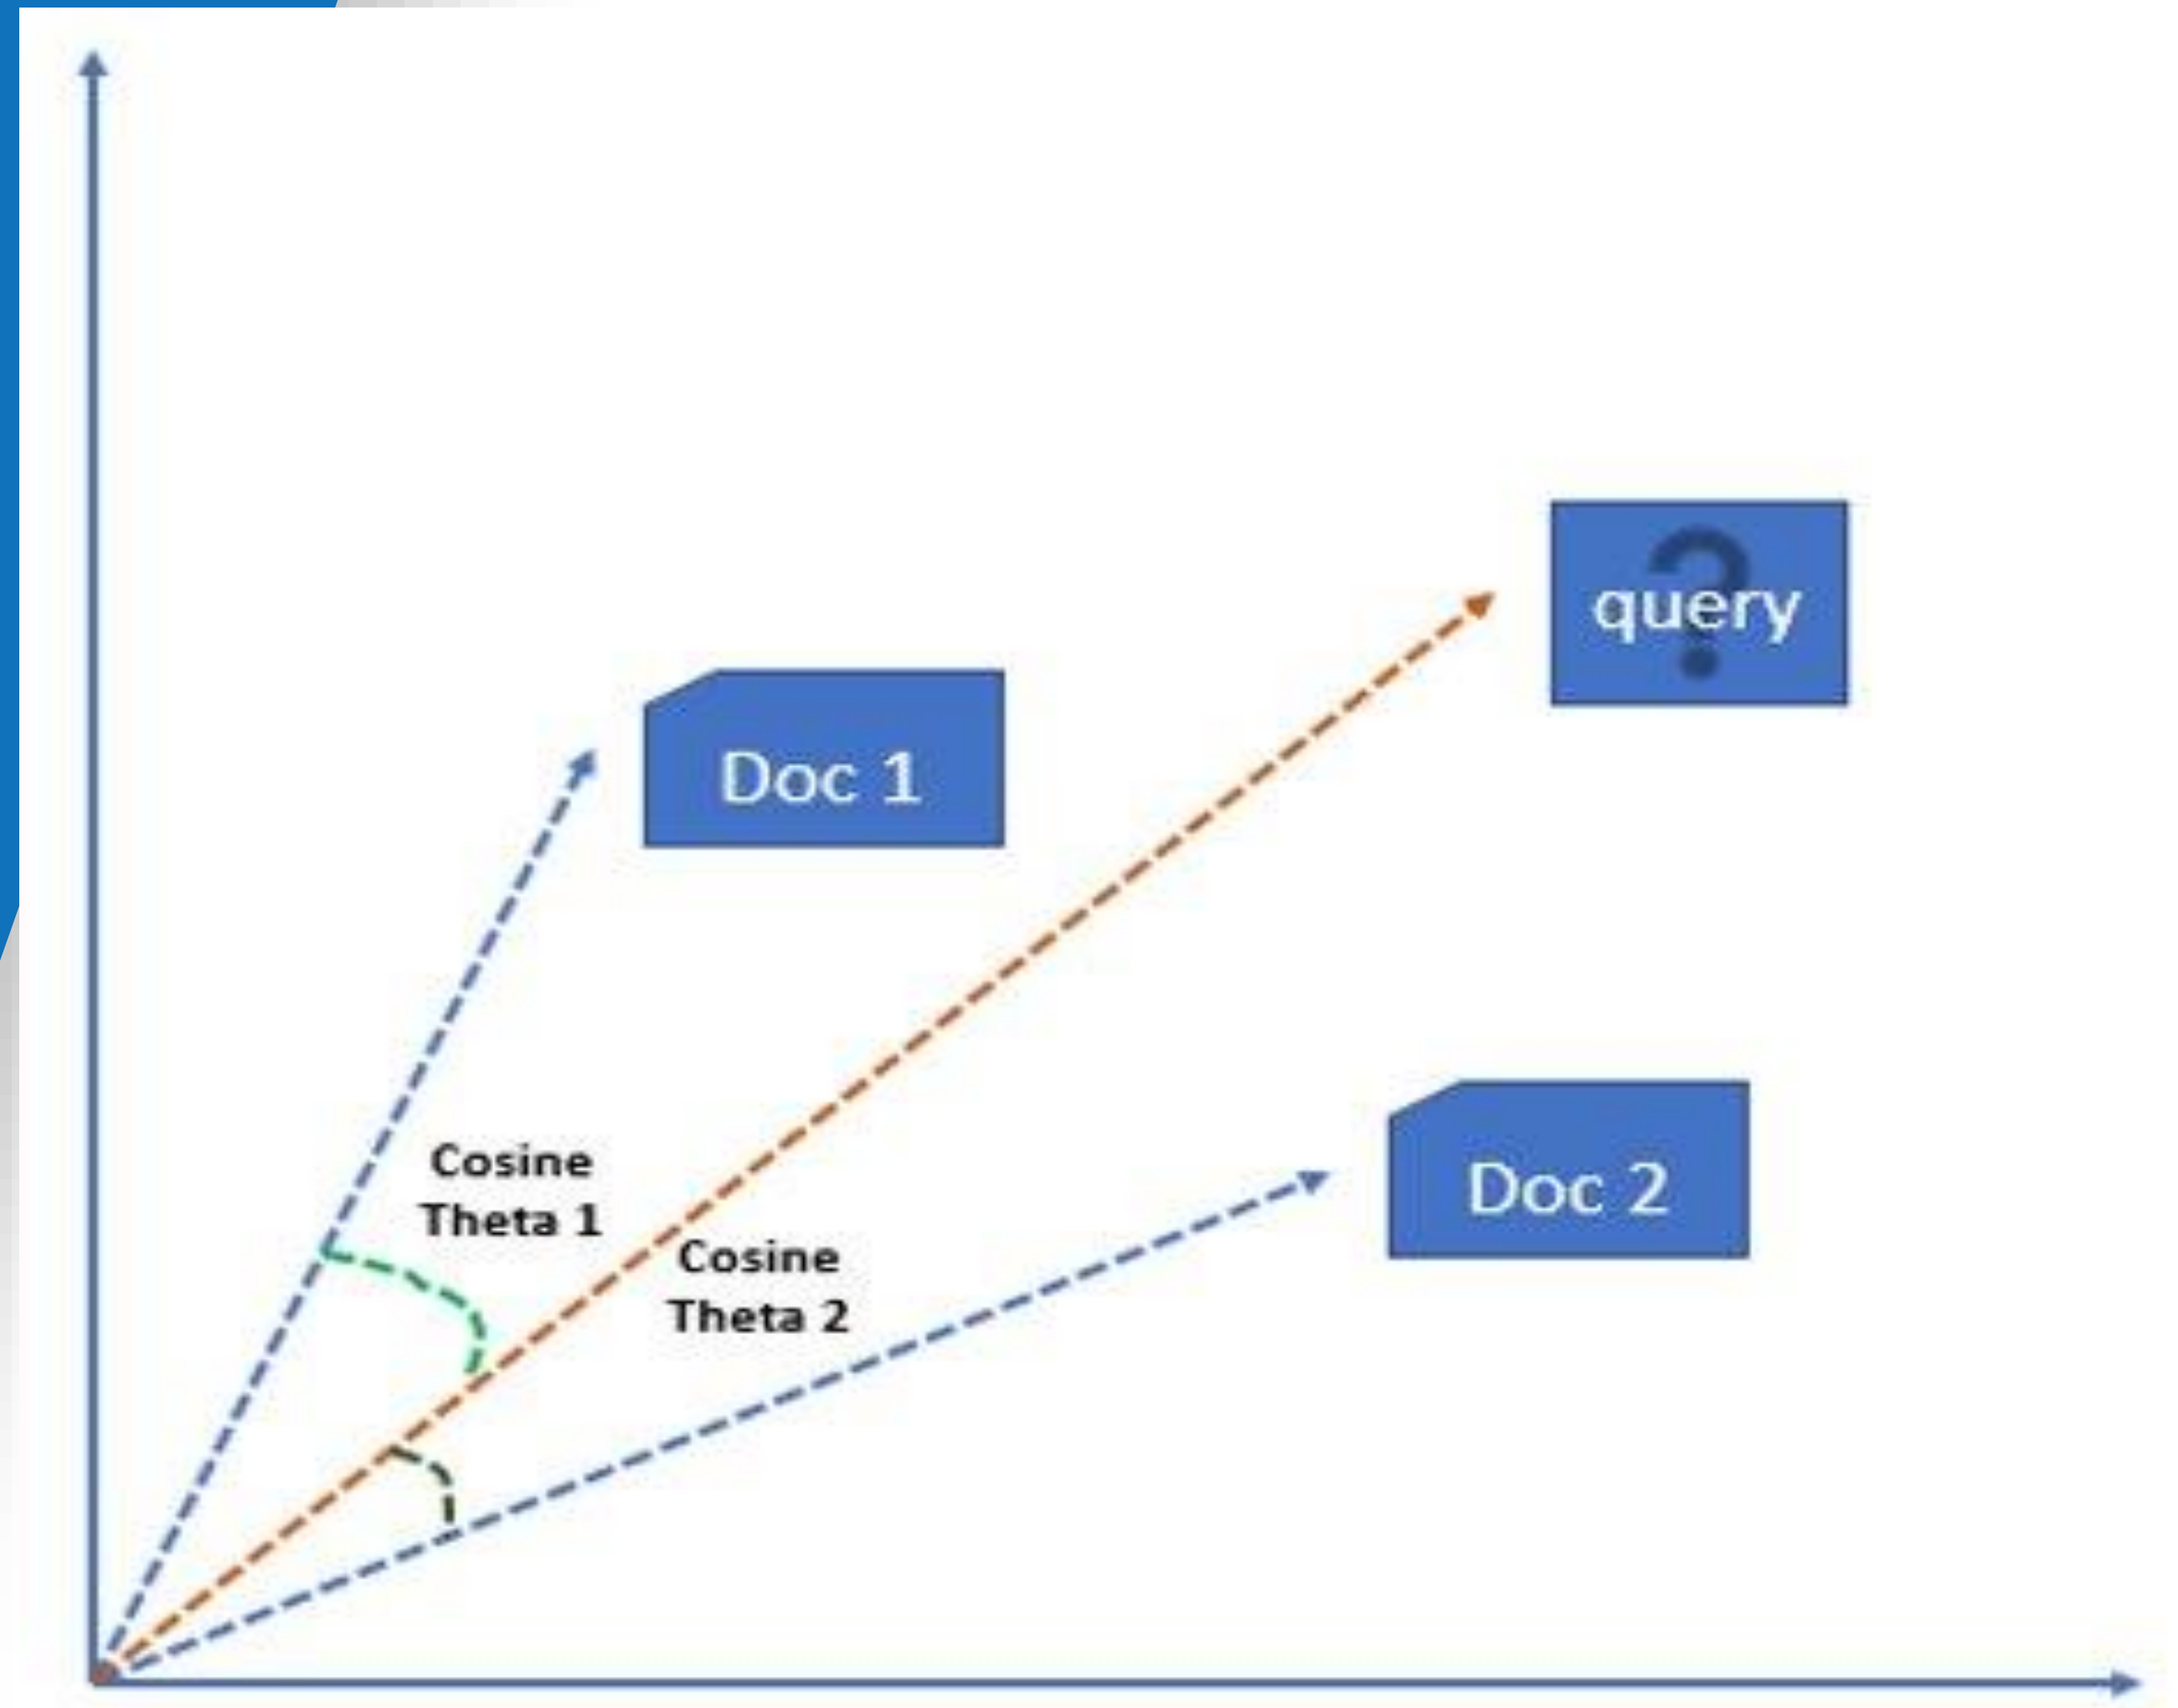 ?
query
Doc 1
Cosine
Theta 1
Cosine
Theta 2
Doc 2